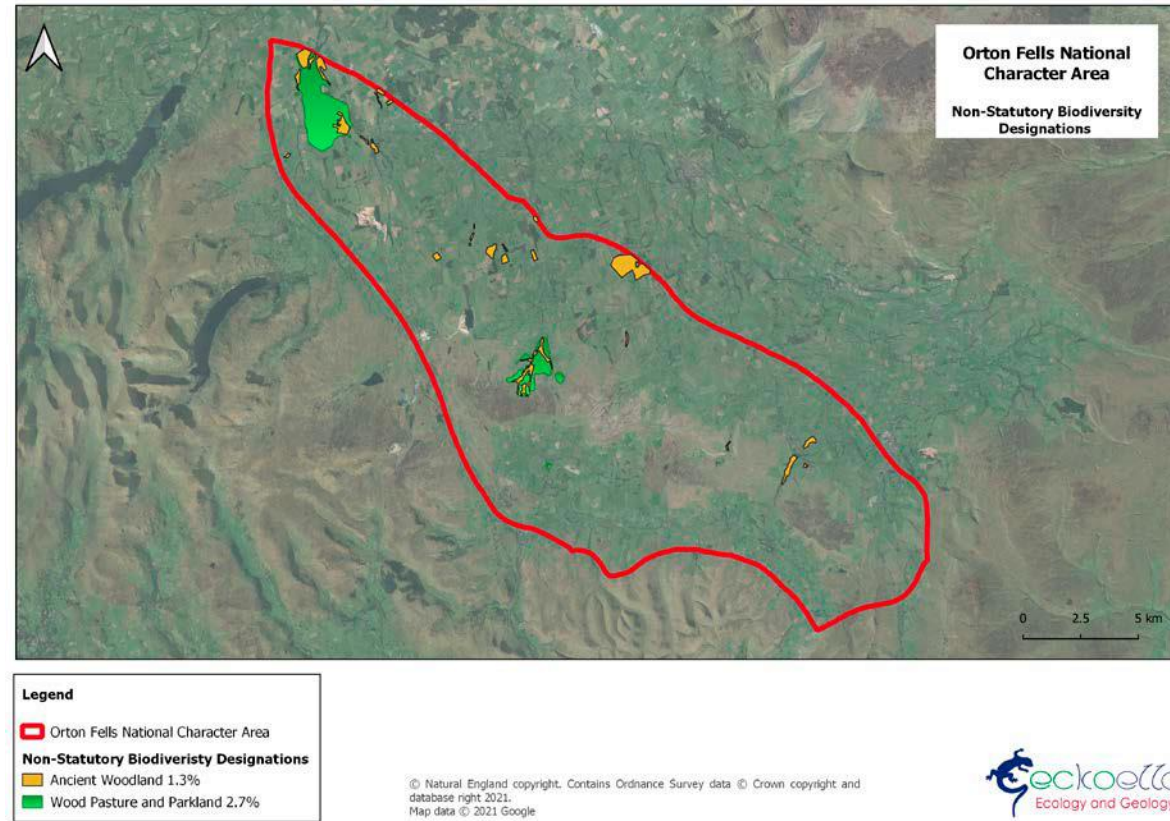 Orton Fells National
Character Area
Non-Statutory Biodiversity
Designations
0 2.5 5 km
Legend
Orton Fells National Character Area
Non-Statutory Biodiveristy Designations
Ancient Woodland 1.3%
Wood Pasture and Parkland 2.7%
© Natural England copyright. Contains Ordnance Survey data © Crown copyright and
database right 2021.
Map data © 2021 Google
Geckoella
Ecology and Geology